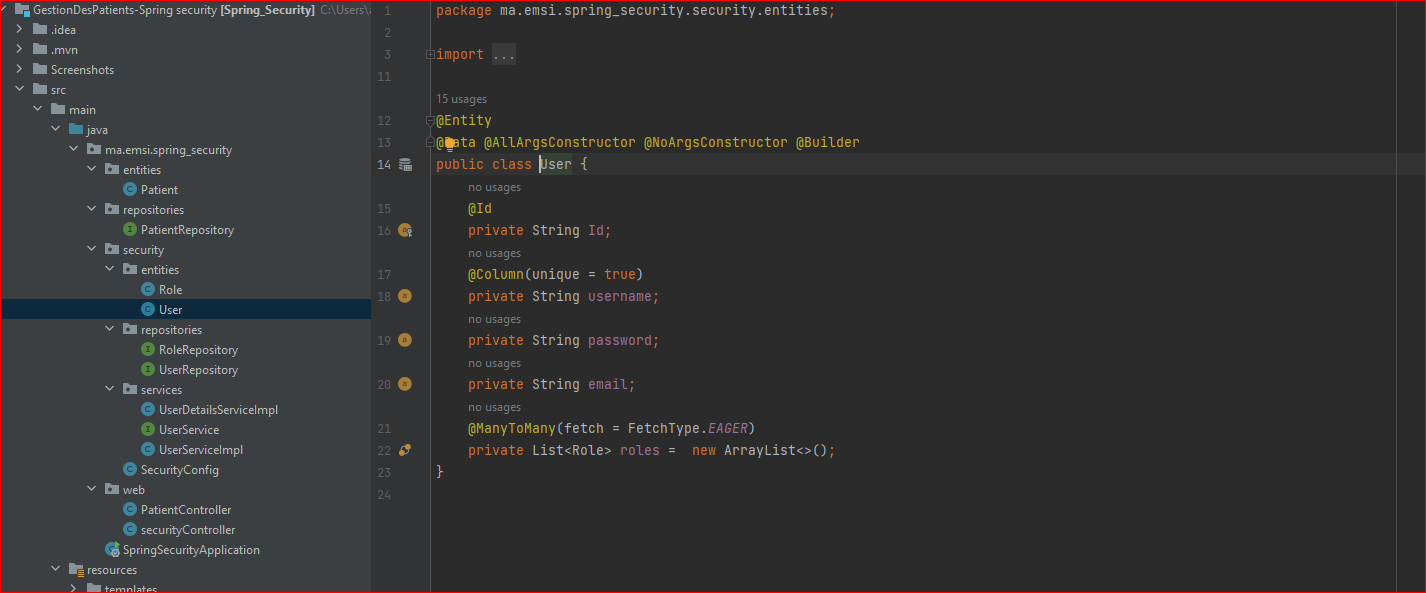 GestionDesPatients-Spring security [Spring_Security] C:\Users\
.idea
.mvn
Screenshots
src
main
java
ma.emsi.spring_security
entities
Patient
repositories
PatientRepository
security
entities
Role
User
repositories
RoleRepository
UserRepository
services
UserDetailsServiceImpl
UserService
UserServiceImpl
SecurityConfig
web
PatientController
securityController
SpringSecurityApplication
resources
templates
1 package ma.emsi.spring_security.security.entities;
2
3 import ...
11
15 usages
12 @Entity
13 @Data @AllArgsConstructor @NoArgsConstructor @Builder
14 public class User {
no usages
15 @Id
16 private String Id;
no usages
17 @Column(unique = true)
18 private String username;
no usages
19 private String password;
no usages
20 private String email;
no usages
21 @ManyToMany(fetch = FetchType.EAGER)
22 private List<Role> roles =  new ArrayList<>();
23 }
24